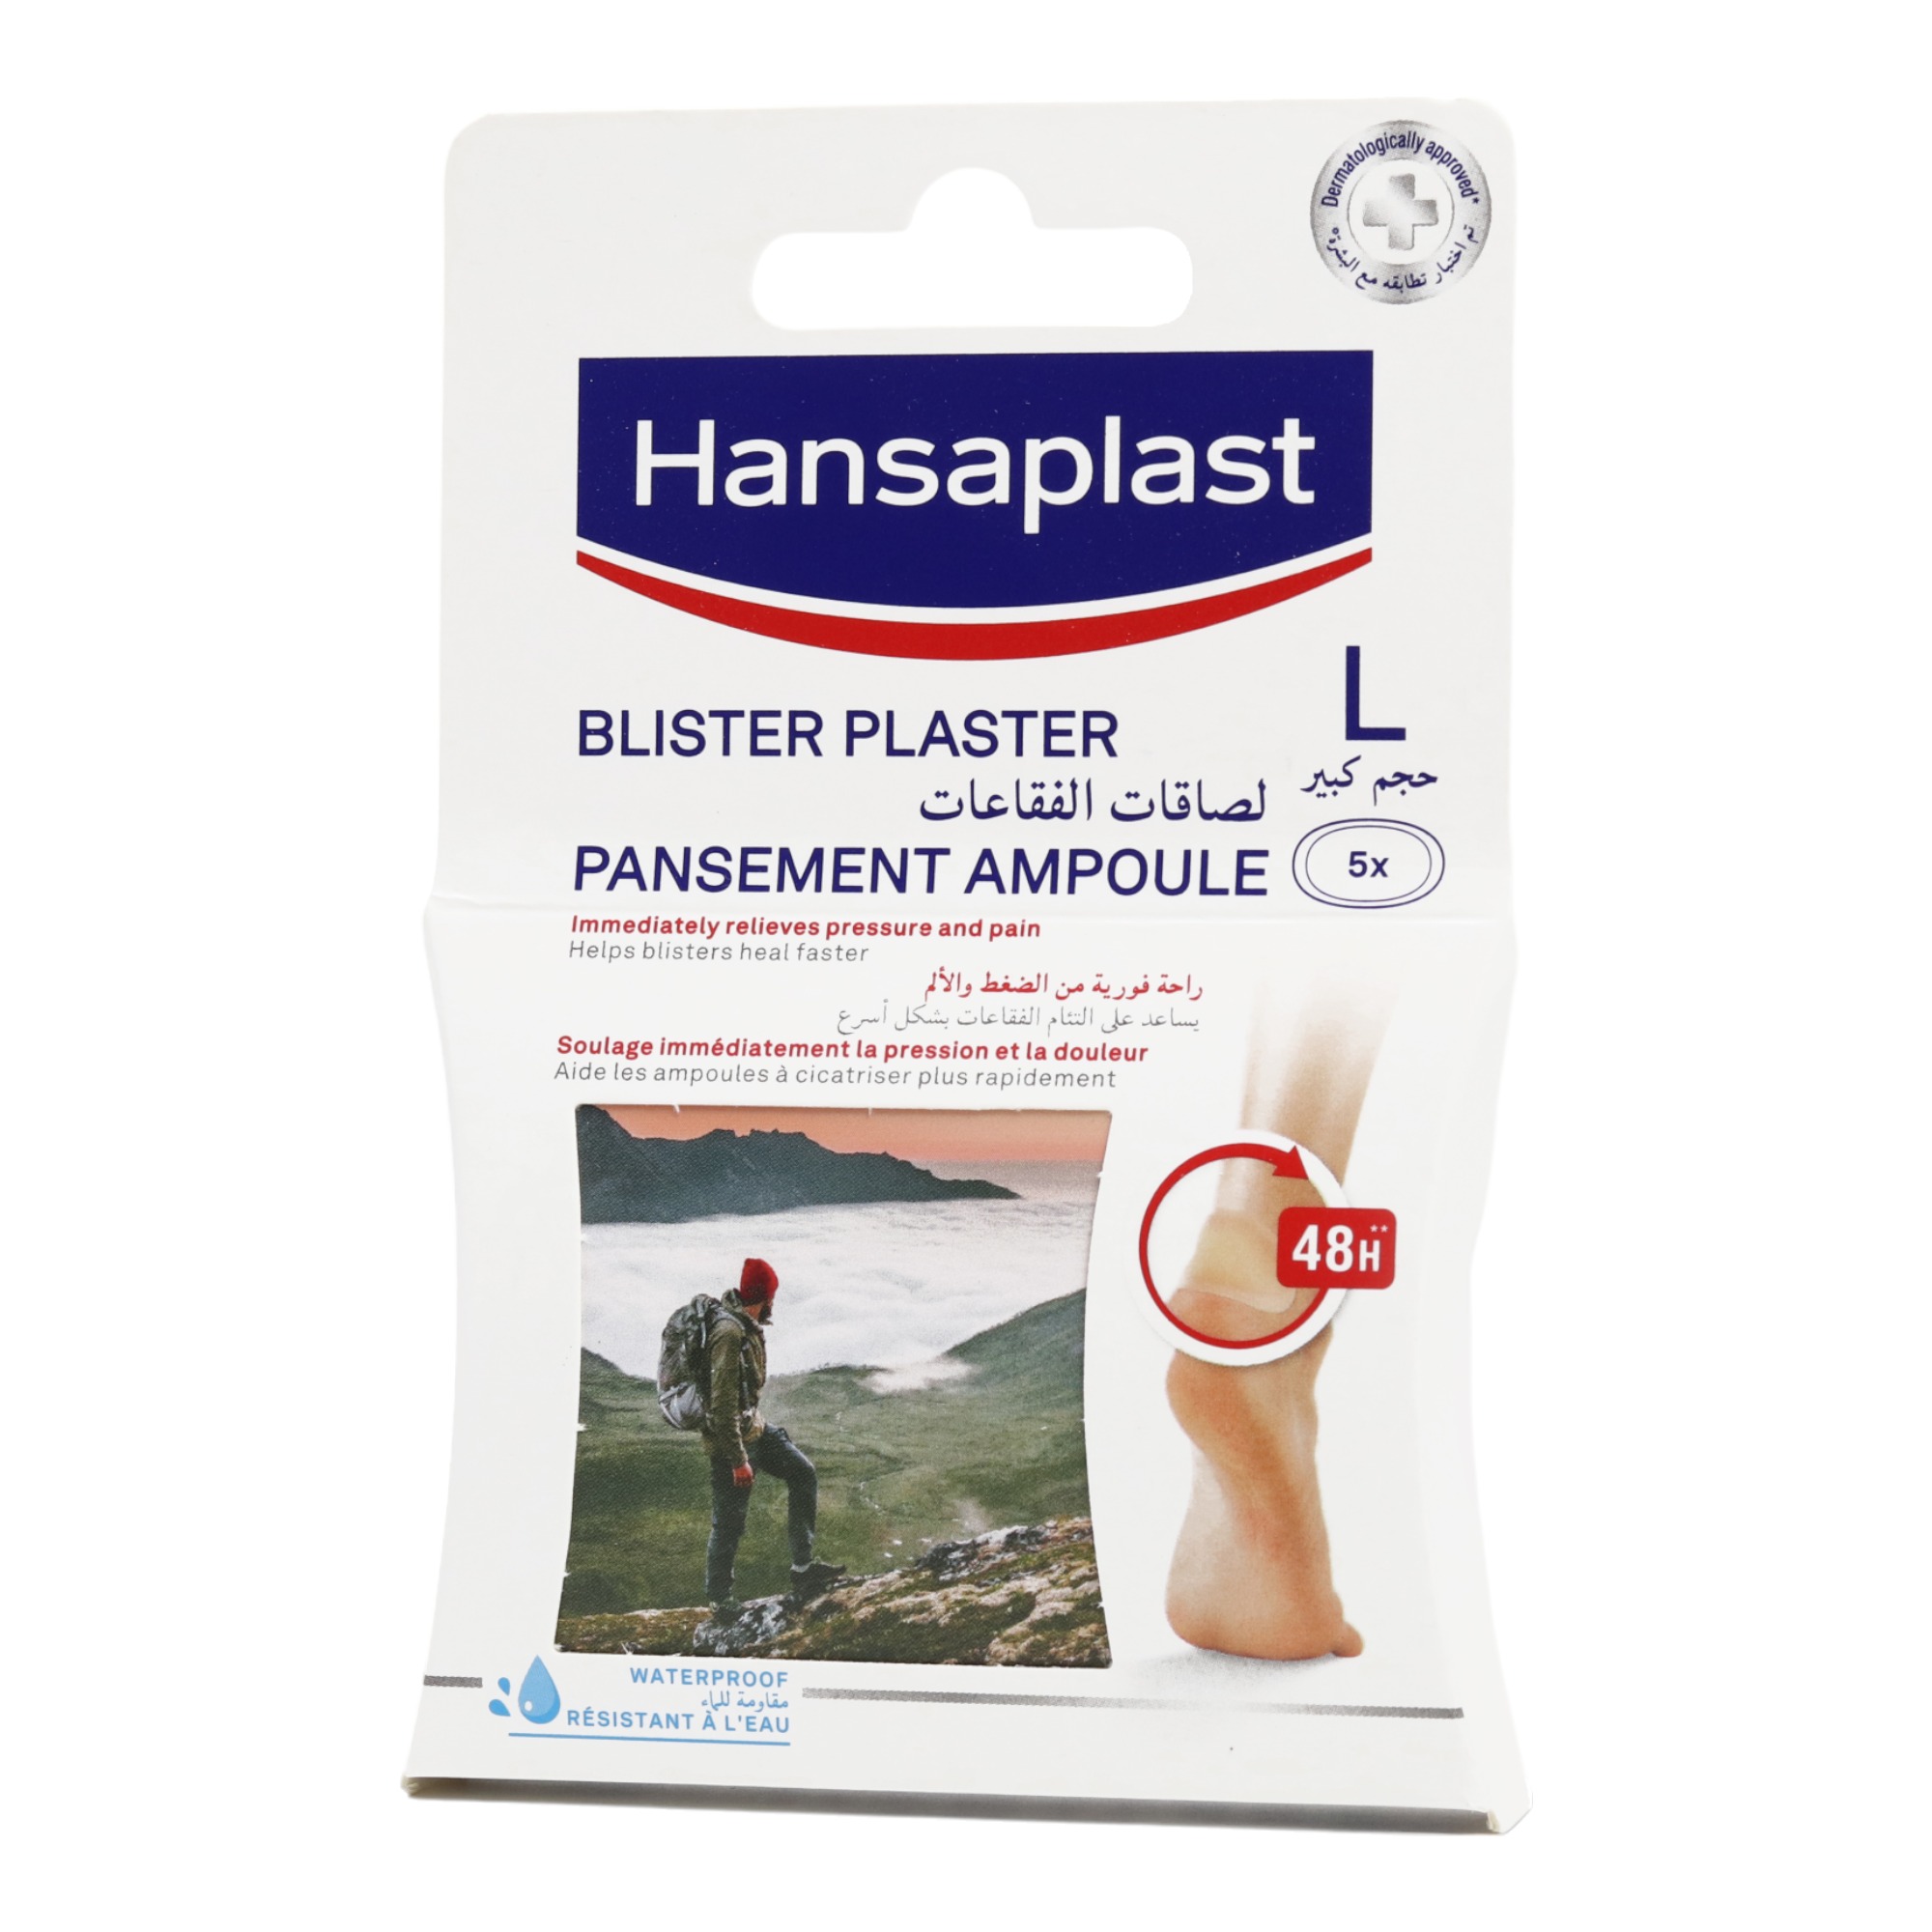 Dermatologically approved*
تم اختبار تطابقه مع البشرة*
Hansaplast
L
حجم كبير
5x
BLISTER PLASTER
لصاقات الفقاعات
PANSEMENT AMPOULE
Immediately relieves pressure and pain
Helps blisters heal faster
راحة فورية من الضغط والألم
يساعد على التئام الفقاعات بشكل أسرع
Soulage immédiatement la pression et la douleur
Aide les ampoules à cicatriser plus rapidement
48H**
WATERPROOF
مقاومة للماء
RÉSISTANT À L'EAU